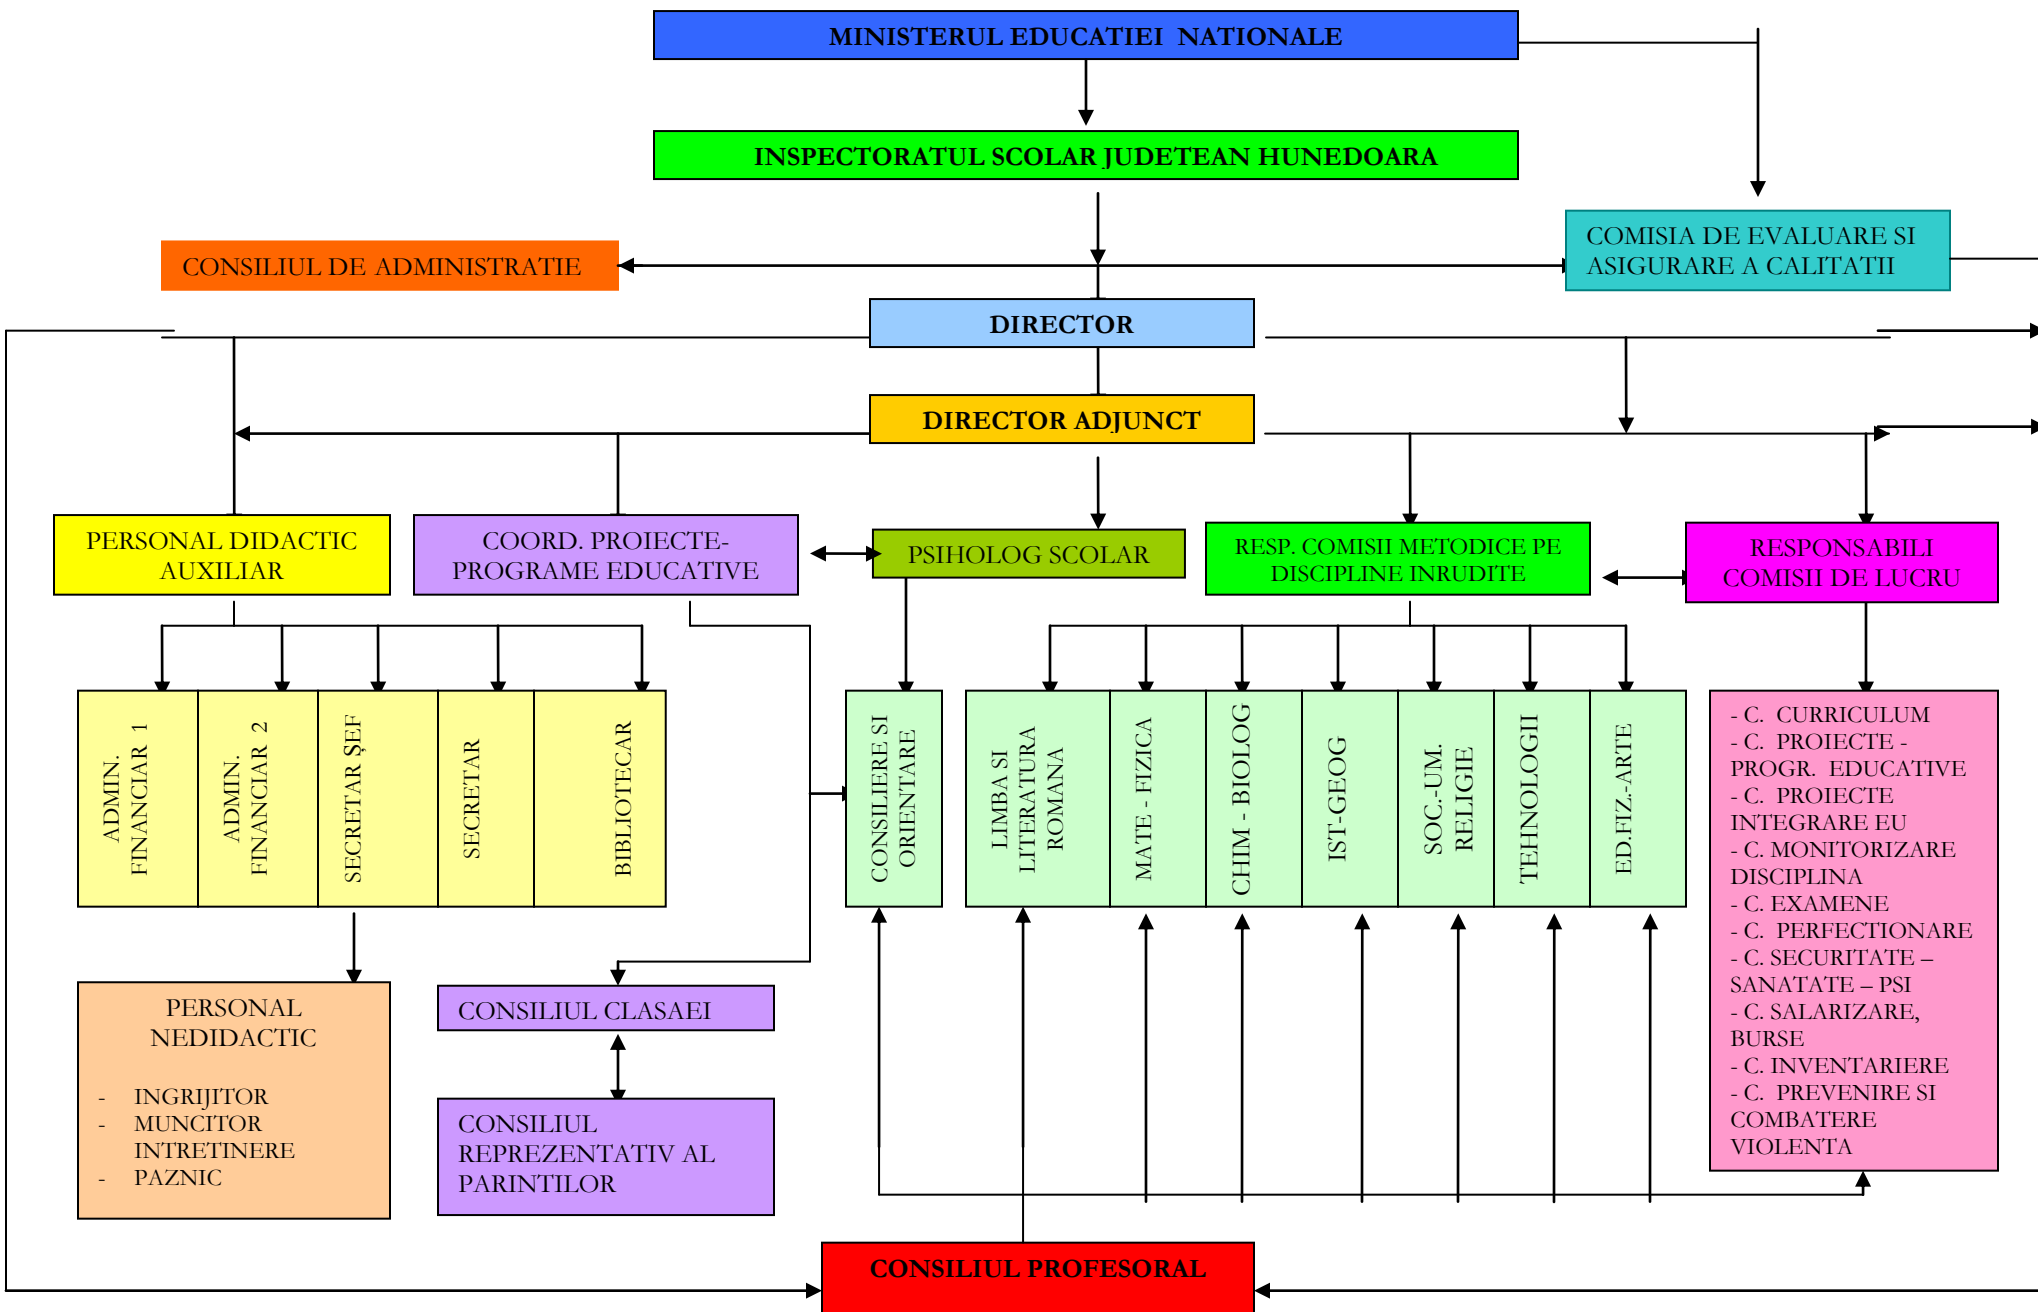 MINISTERUL EDUCATIEI  NATIONALE
INSPECTORATUL SCOLAR JUDETEAN HUNEDOARA
COMISIA DE EVALUARE SI
ASIGURARE A CALITATII
CONSILIUL DE ADMINISTRATIE
DIRECTOR
DIRECTOR ADJUNCT
PERSONAL DIDACTIC
AUXILIAR
COORD. PROIECTE-
PROGRAME EDUCATIVE
PSIHOLOG SCOLAR
RESP. COMISII METODICE PE
DISCIPLINE INRUDITE
RESPONSABILI
COMISII DE LUCRU
ADMIN.
FINANCIAR  1
ADMIN.
FINANCIAR  2
SECRETAR ŞEF
SECRETAR
BIBLIOTECAR
CONSILIERE SI
ORIENTARE
LIMBA SI
LITERATURA
ROMANA
MATE - FIZICA
CHIM - BIOLOG
IST-GEOG
SOC.-UM.
RELIGIE
TEHNOLOGII
ED.FIZ.-ARTE
- C.  CURRICULUM
- C.  PROIECTE -
PROGR.  EDUCATIVE
- C.  PROIECTE
INTEGRARE EU
- C. MONITORIZARE
DISCIPLINA
- C. EXAMENE
- C.  PERFECTIONARE
- C. SECURITATE –
SANATATE – PSI
- C. SALARIZARE,
BURSE
- C. INVENTARIERE
- C.  PREVENIRE SI
COMBATERE
VIOLENTA
PERSONAL
NEDIDACTIC
- INGRIJITOR
- MUNCITOR
INTRETINERE
- PAZNIC
CONSILIUL CLASAEI
CONSILIUL
REPREZENTATIV AL
PARINTILOR
CONSILIUL PROFESORAL